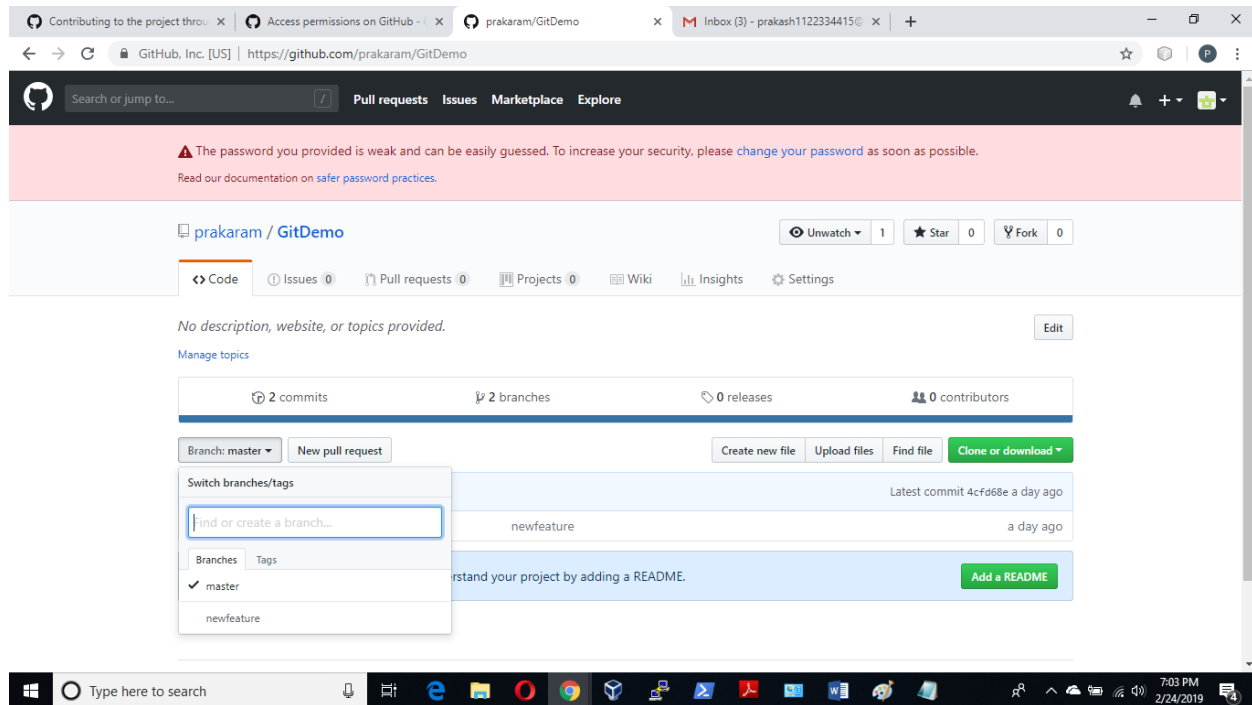 Contributing to the project throu
Access permissions on GitHub - 
prakaram/GitDemo
Inbox (3) - prakash1122334415@
GitHub, Inc. [US] | https://github.com/prakaram/GitDemo
P
Search or jump to...
/
Pull requests Issues Marketplace Explore
The password you provided is weak and can be easily guessed. To increase your security, please change your password as soon as possible.
Read our documentation on safer password practices.
prakaram / GitDemo
Unwatch 1
Star 0
Fork 0
Code
Issues 0
Pull requests 0
Projects 0
Wiki
Insights
Settings
No description, website, or topics provided.
Edit
Manage topics
2 commits
2 branches
0 releases
0 contributors
Branch: master
New pull request
Create new file
Upload files
Find file
Clone or download
Switch branches/tags
Latest commit 4cfd68e a day ago
Find or create a branch...
newfeature
a day ago
Branches
Tags
rstand your project by adding a README.
Add a README
master
newfeature
Type here to search
7:03 PM
2/24/2019
4